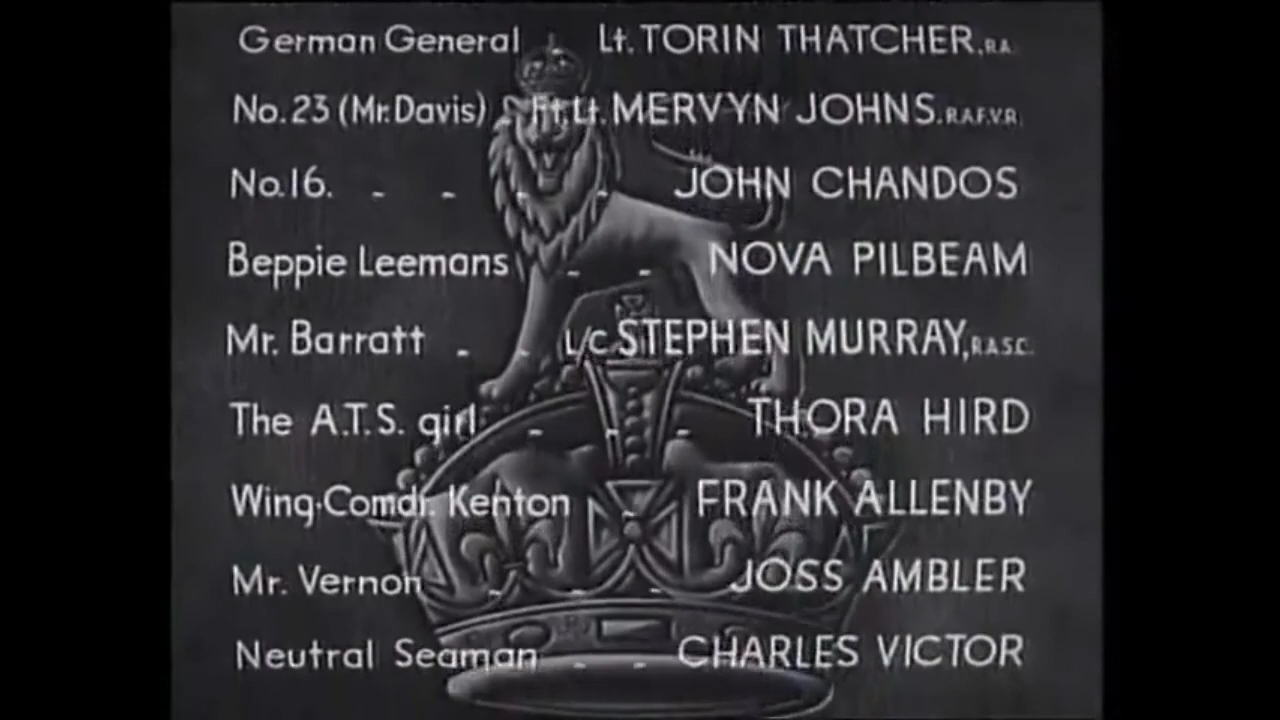 German General Lt. TORIN THATCHER, R.A.
No. 23 (Mr. Davis) - Ft. Lt. MERVYN JOHNS. R.A.F.V.R.
No. 16. - - - - JOHN CHANDOS
Beppie Leemans - - NOVA PILBEAM
Mr. Barratt - - L/C STEPHEN MURRAY, R.A.S.C.
The A.T.S. girl - - - THORA HIRD
Wing-Comdr. Kenton - FRANK ALLENBY
Mr. Vernon - - - JOSS AMBLER
Neutral Seaman - - CHARLES VICTOR